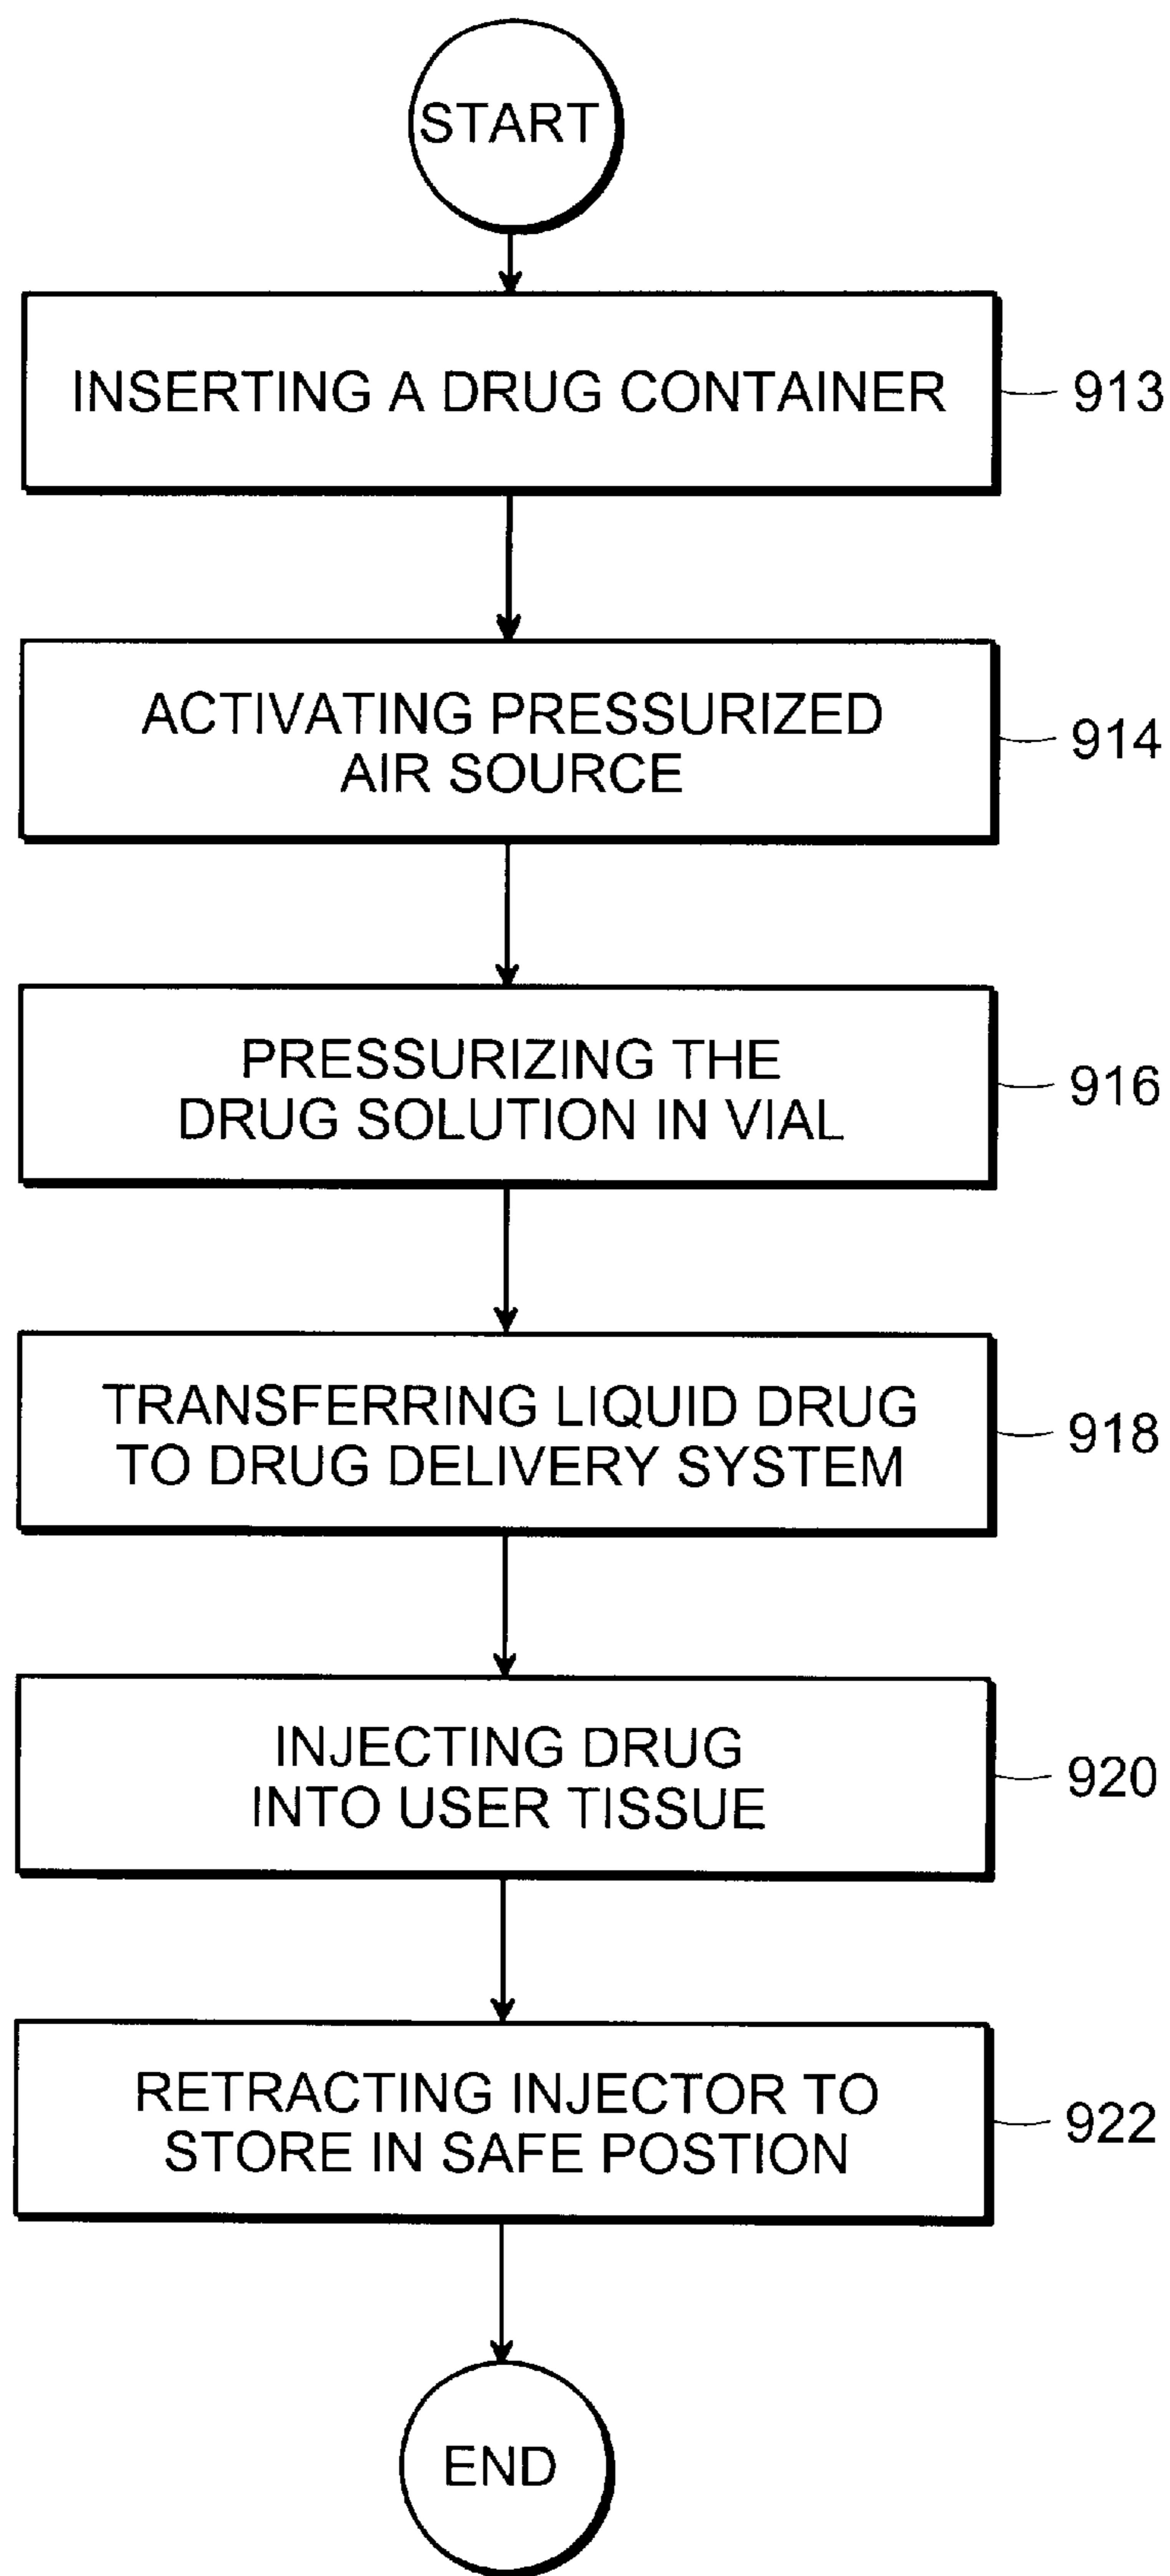 START
INSERTING A DRUG CONTAINER
913
ACTIVATING PRESSURIZED
AIR SOURCE
914
PRESSURIZING THE
DRUG SOLUTION IN VIAL
916
TRANSFERRING LIQUID DRUG
TO DRUG DELIVERY SYSTEM
918
INJECTING DRUG
INTO USER TISSUE
920
RETRACTING INJECTOR TO
STORE IN SAFE POSTION
922
END